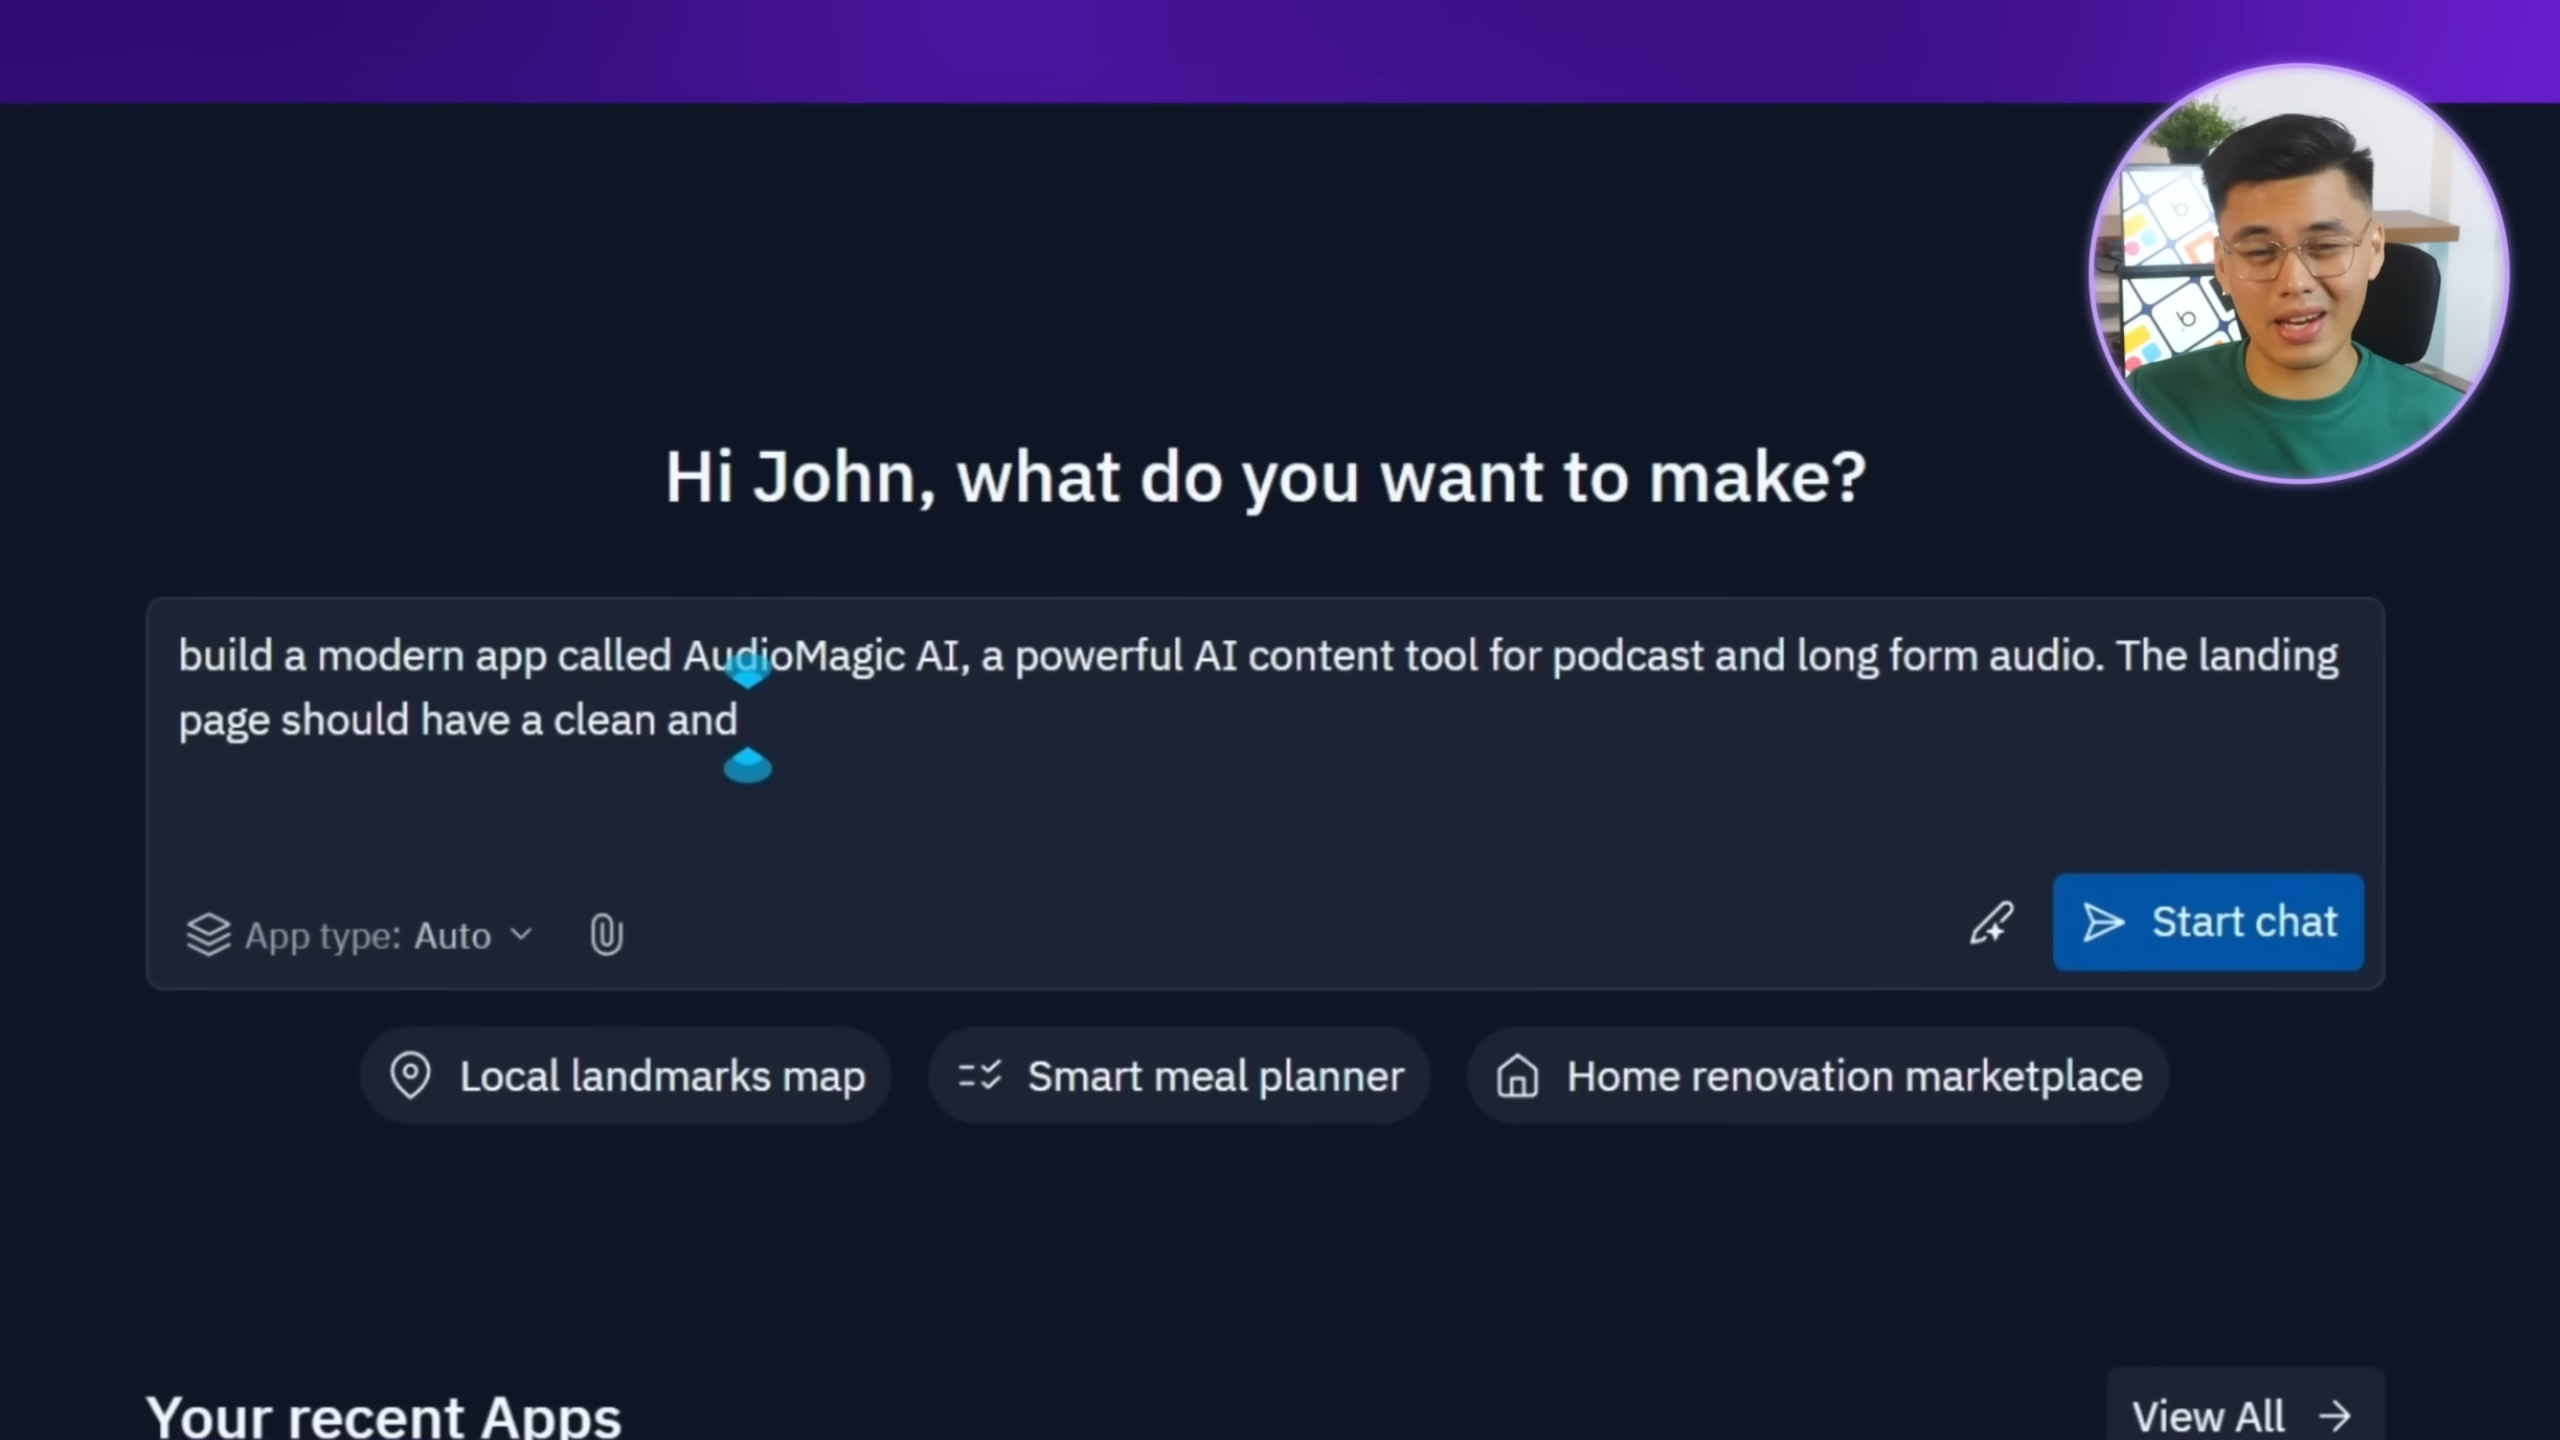 Hi John, what do you want to make?
build a modern app called AudioMagic AI, a powerful AI content tool for podcast and long form audio. The landing
page should have a clean and
App type: Auto
Start chat
Local landmarks map
Smart meal planner
Home renovation marketplace
Your recent Apps
View All